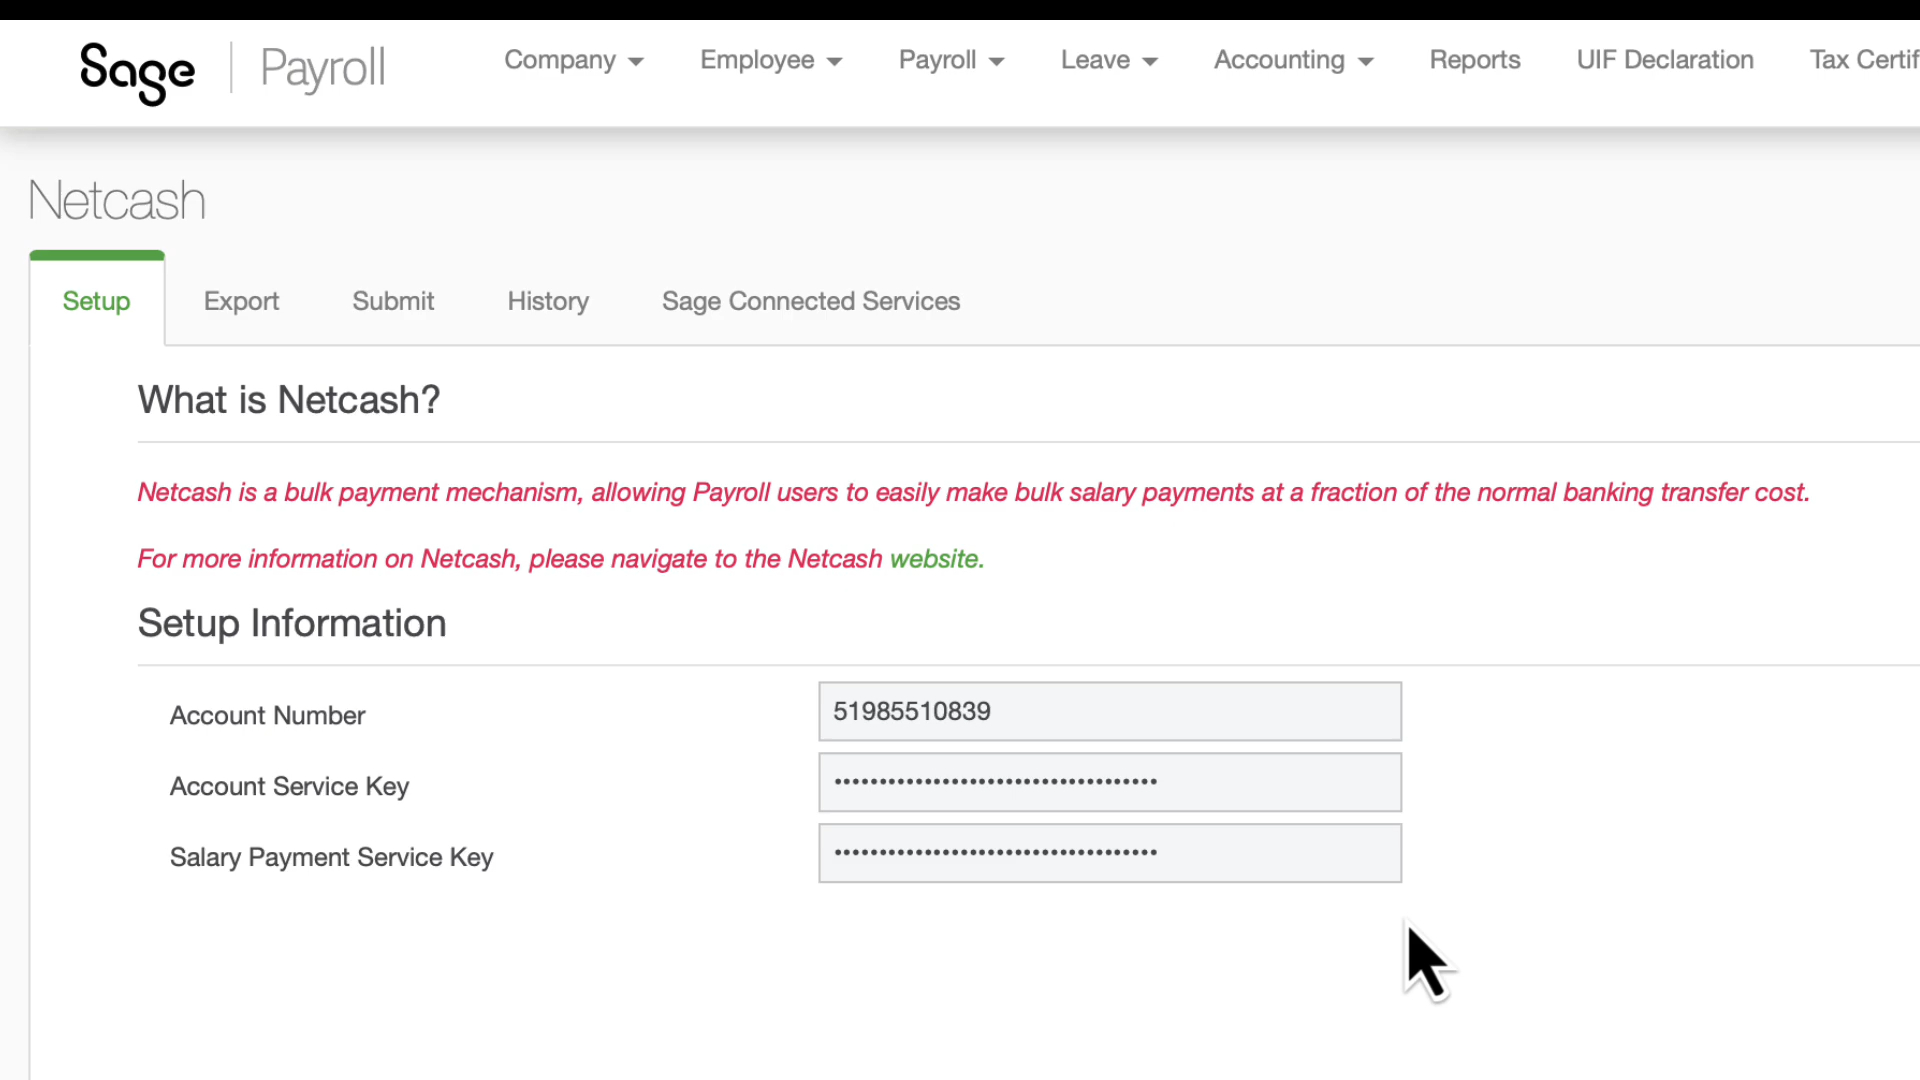 Sage | Payroll
Company Employee Payroll Leave Accounting Reports UIF Declaration Tax Certif
Netcash
Setup Export Submit History Sage Connected Services
What is Netcash?
Netcash is a bulk payment mechanism, allowing Payroll users to easily make bulk salary payments at a fraction of the normal banking transfer cost.
For more information on Netcash, please navigate to the Netcash website.
Setup Information
Account Number 51985510839
Account Service Key ••••••••••••••••••••••••••••••••••••
Salary Payment Service Key ••••••••••••••••••••••••••••••••••••